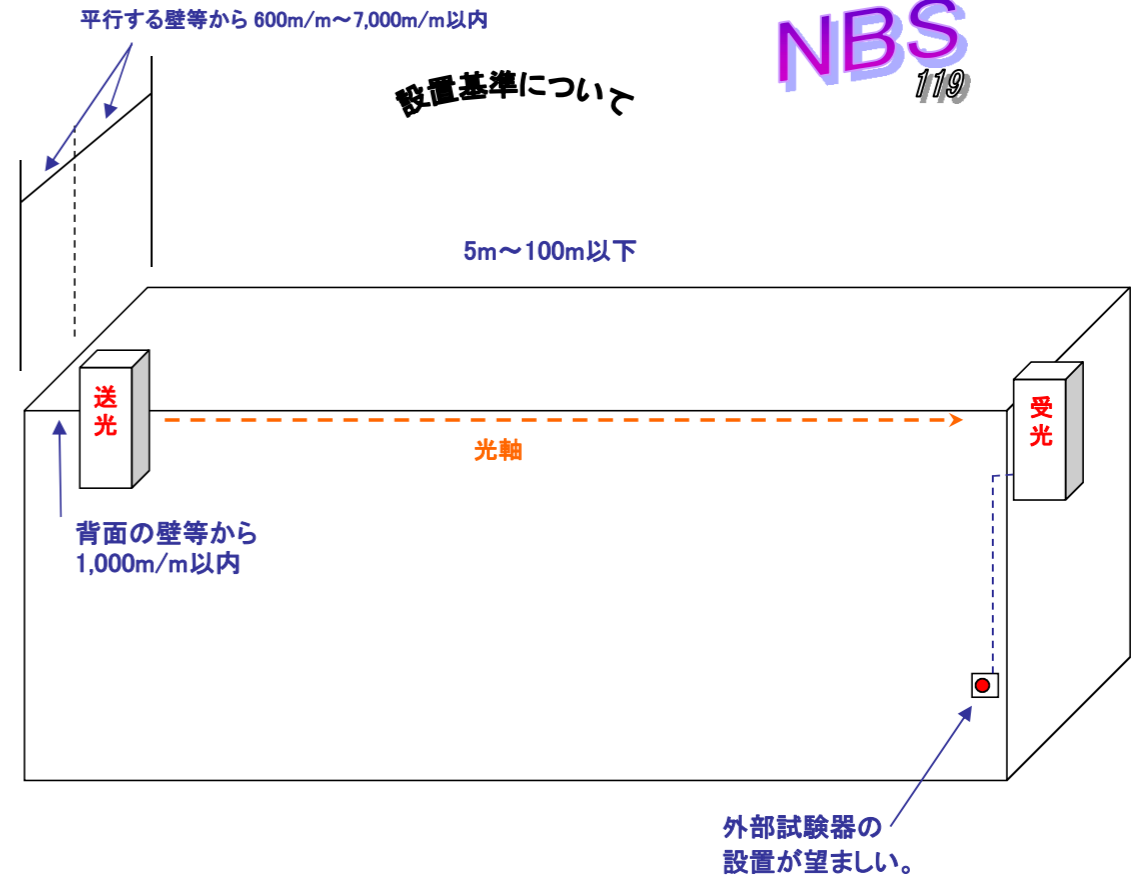 平行する壁等から 600m/m～7,000m/m以内
NBS
119
設置基準について
5m～100m以下
送
光
受
光
光軸
背面の壁等から
1,000m/m以内
外部試験器の
設置が望ましい。